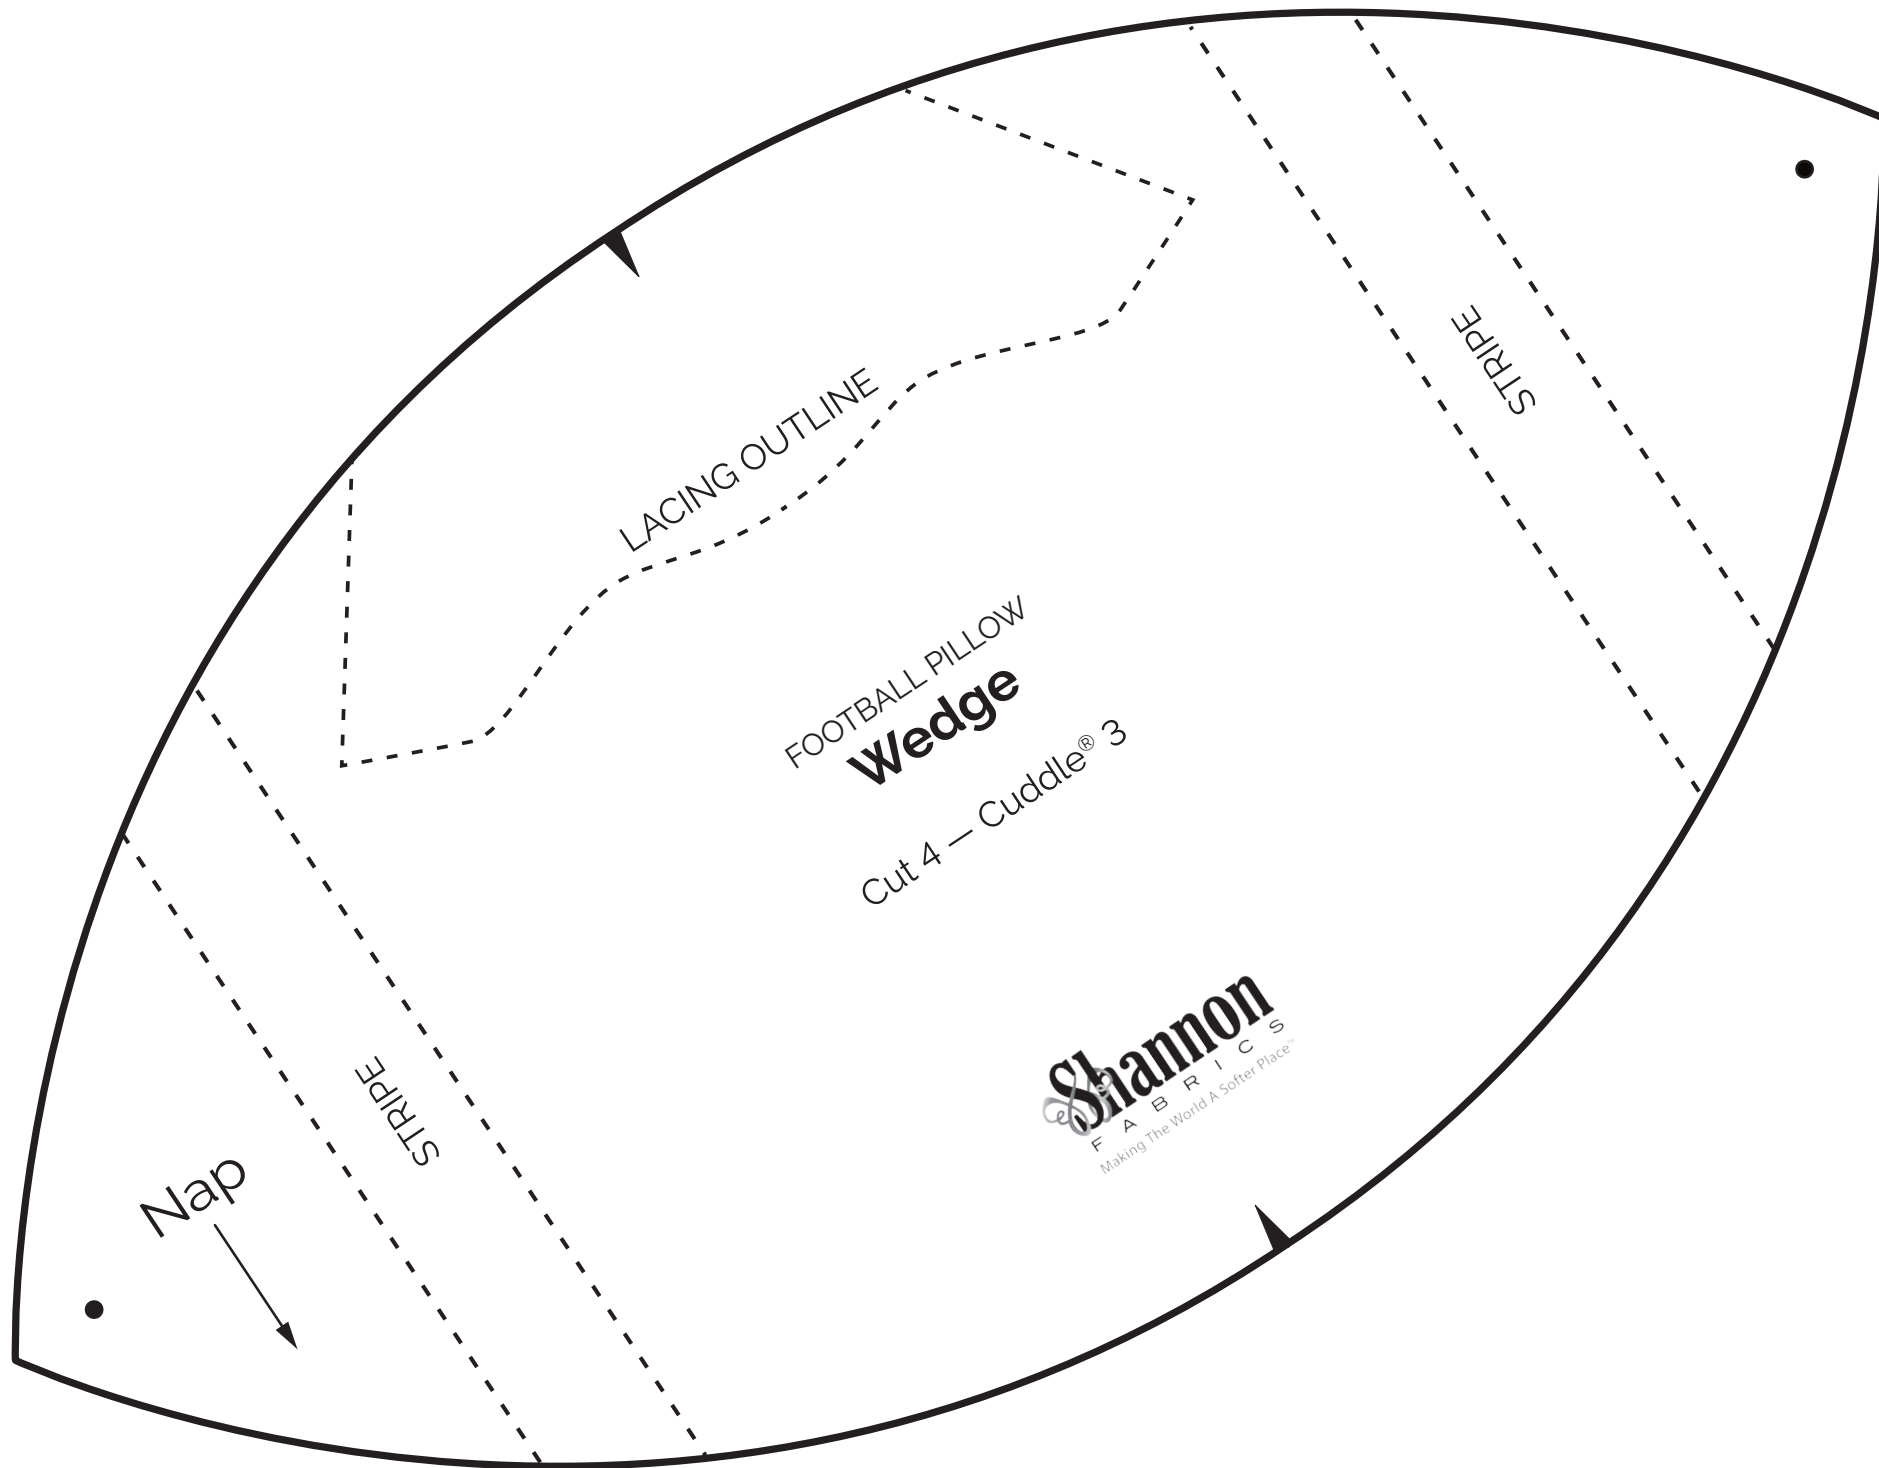 STRIPE
LACING OUTLINE
FOOTBALL PILLOW
Wedge
Cut 4 — Cuddle® 3
Shannon
FABRICS
Making The World A Softer Place™
STRIPE
Nap